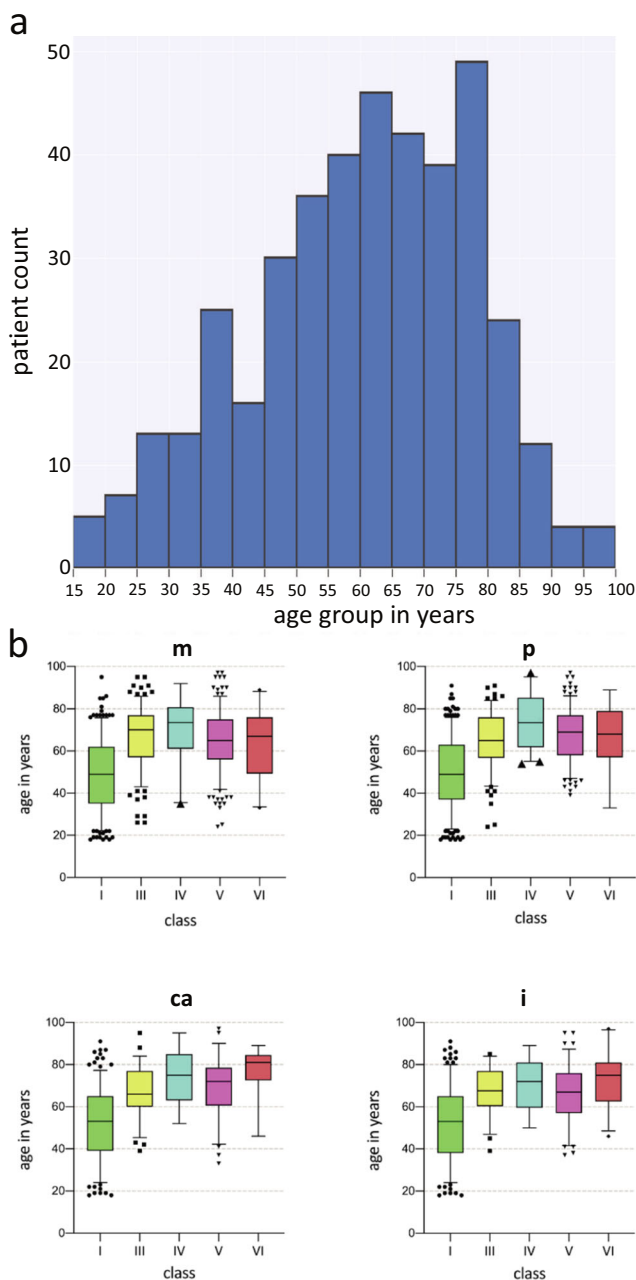 a
patient count
50
40
30
20
10
0
15 20 25 30 35 40 45 50 55 60 65 70 75 80 85 90 95 100
age group in years
b
m
age in years
100
80
60
40
20
0
I III IV V VI
class
p
age in years
100
80
60
40
20
0
I III IV V VI
class
ca
age in years
100
80
60
40
20
0
I III IV V VI
class
i
age in years
100
80
60
40
20
0
I III IV V VI
class